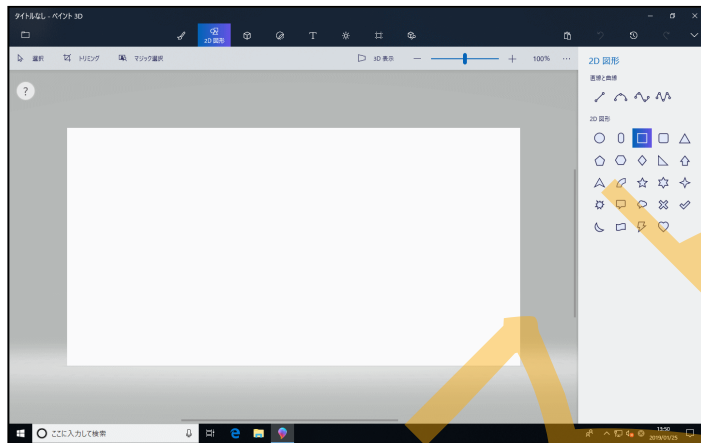 タイトルなし - ペイント 3D
2D 図形
選択
トリミング
マジック選択
3D 表示
100%
2D 図形
直線と曲線
2D 図形
?
ここに入力して検索
13:50
2019/01/25